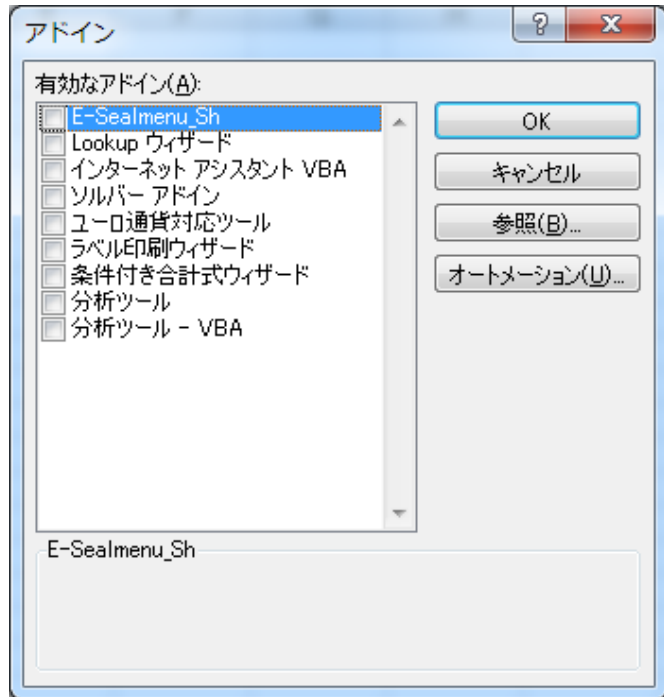 アドイン
有効なアドイン(A):
E-Sealmenu_Sh
Lookup ウィザード
インターネット アシスタント VBA
ソルバー アドイン
ユーロ通貨対応ツール
ラベル印刷ウィザード
条件付き合計式ウィザード
分析ツール
分析ツール - VBA
OK
キャンセル
参照(B)...
オートメーション(U)...
E-Sealmenu_Sh